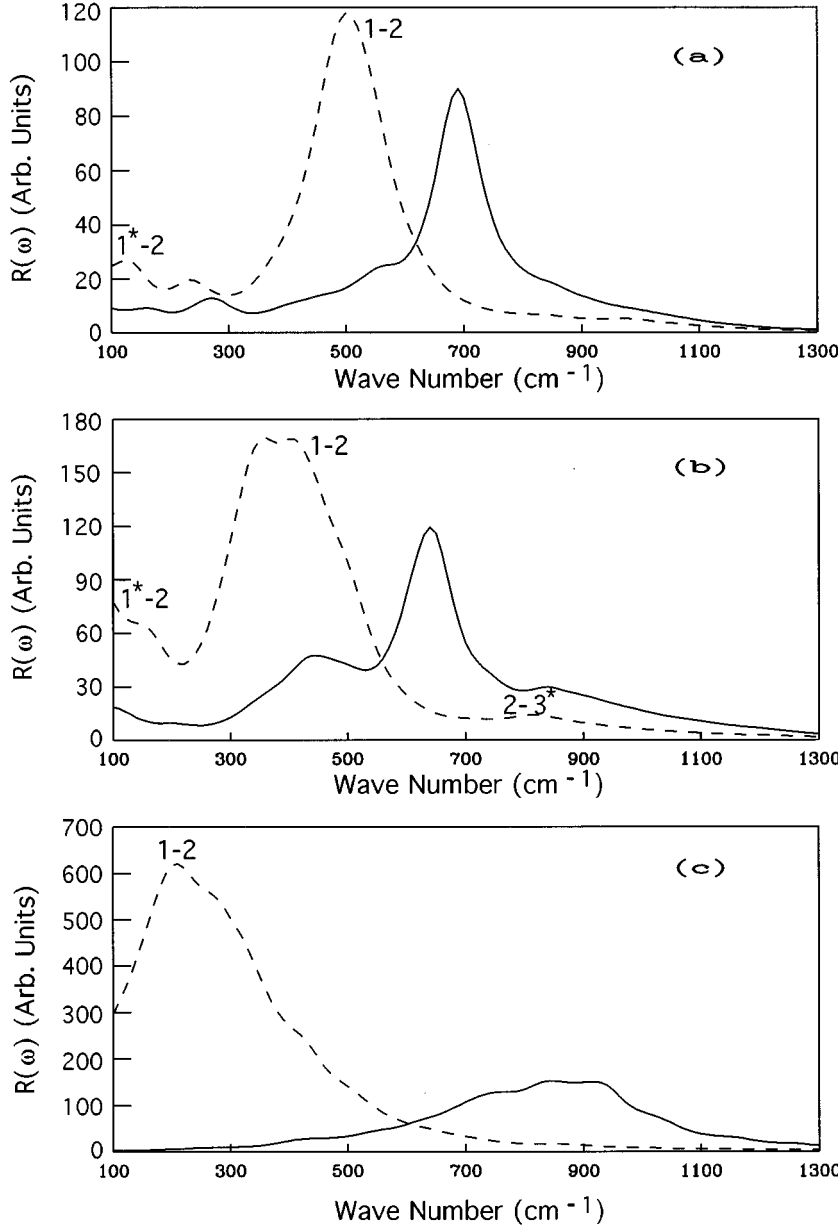 120
100
80
60
40
20
0
R(ω) (Arb. Units)
1-2
(a)
1*-2
100 300 500 700 900 1100 1300
Wave Number (cm -1)
180
150
120
90
60
30
0
R(ω) (Arb. Units)
1-2
(b)
1*-2
2-3*
100 300 500 700 900 1100 1300
Wave Number (cm -1)
700
600
500
400
300
200
100
0
R(ω) (Arb. Units)
1-2
(c)
100 300 500 700 900 1100 1300
Wave Number (cm -1)